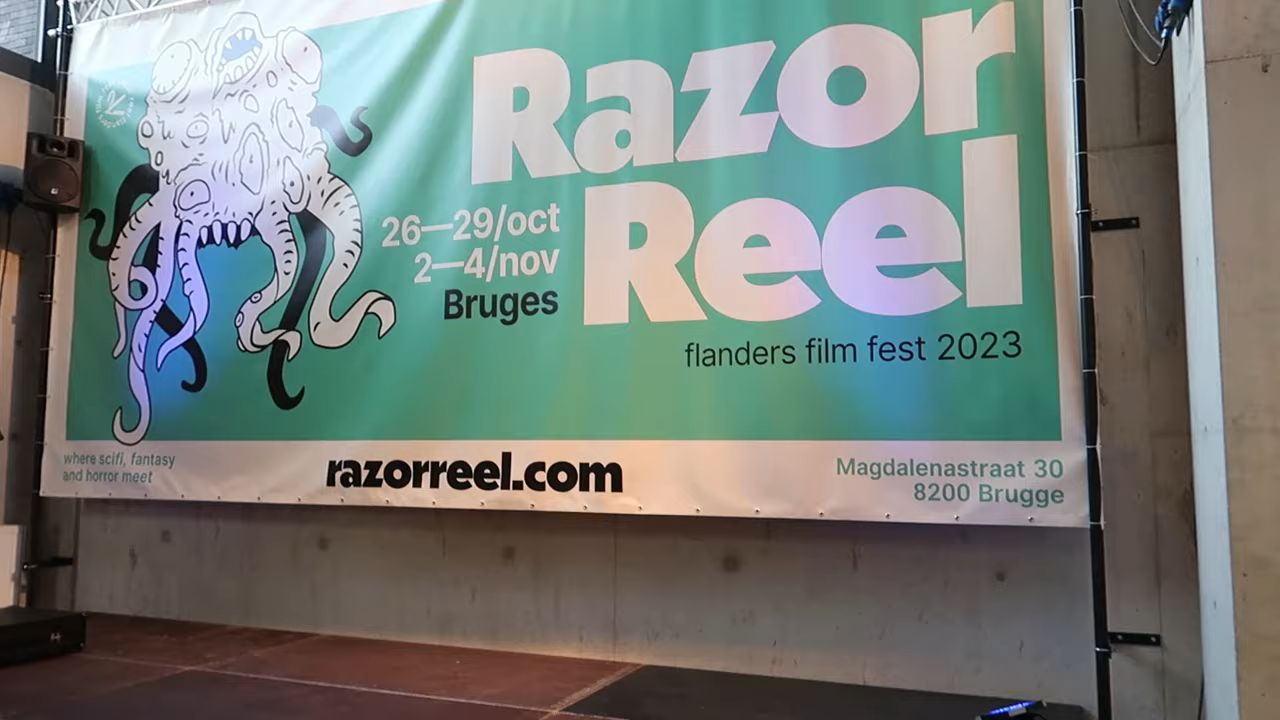 Razor
Reel
26—29/oct
2—4/nov
Bruges
flanders film fest 2023
where scifi, fantasy
and horror meet
razorreel.com
Magdalenastraat 30
8200 Brugge